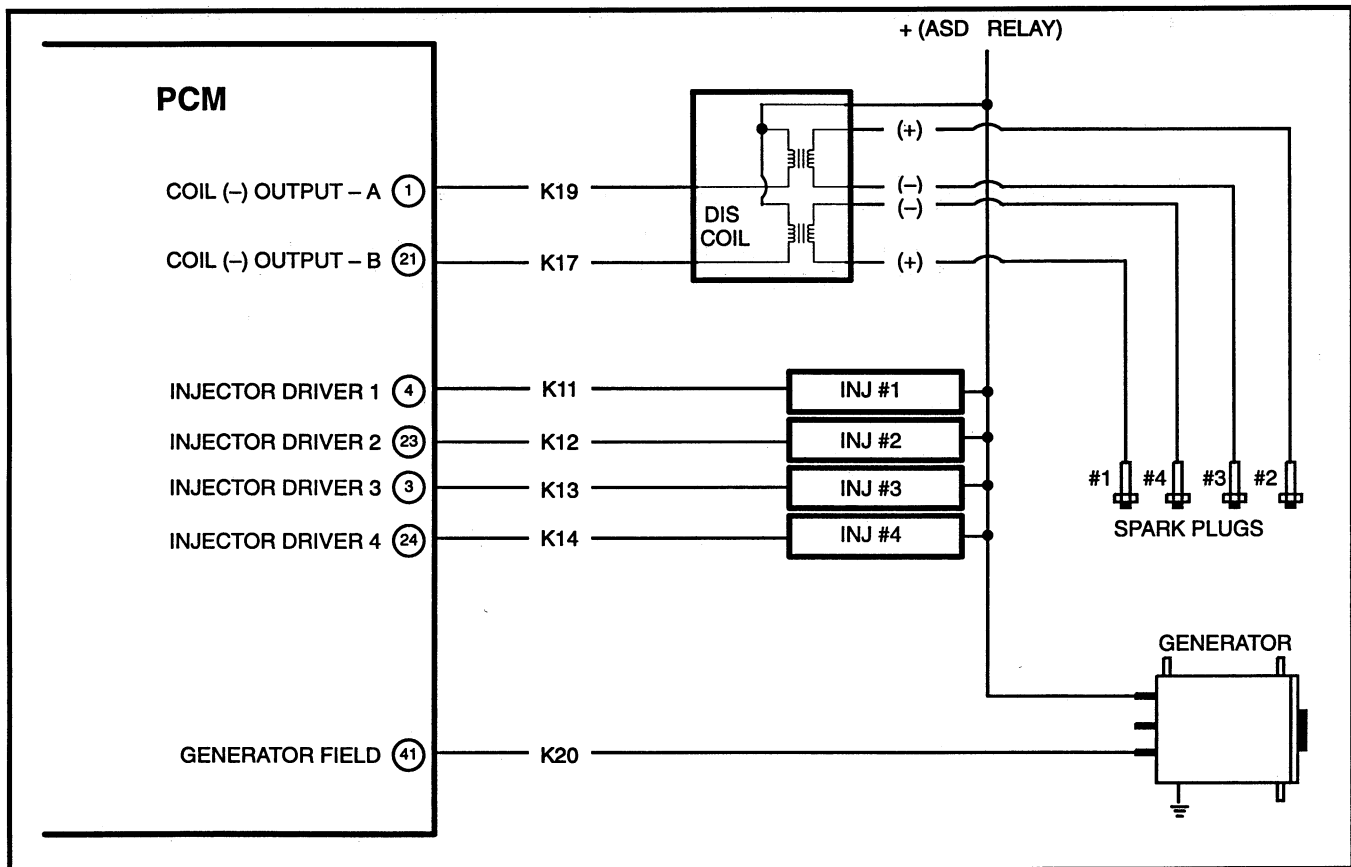 + (ASD RELAY)
PCM
(+)
COIL (–) OUTPUT – A 1 K19
(–)
(–)
DIS
COIL
COIL (–) OUTPUT – B 21 K17
(+)
INJECTOR DRIVER 1 4 K11 INJ #1
INJECTOR DRIVER 2 23 K12 INJ #2
INJECTOR DRIVER 3 3 K13 INJ #3
INJECTOR DRIVER 4 24 K14 INJ #4
#1 #4 #3 #2
SPARK PLUGS
GENERATOR
GENERATOR FIELD 41 K20